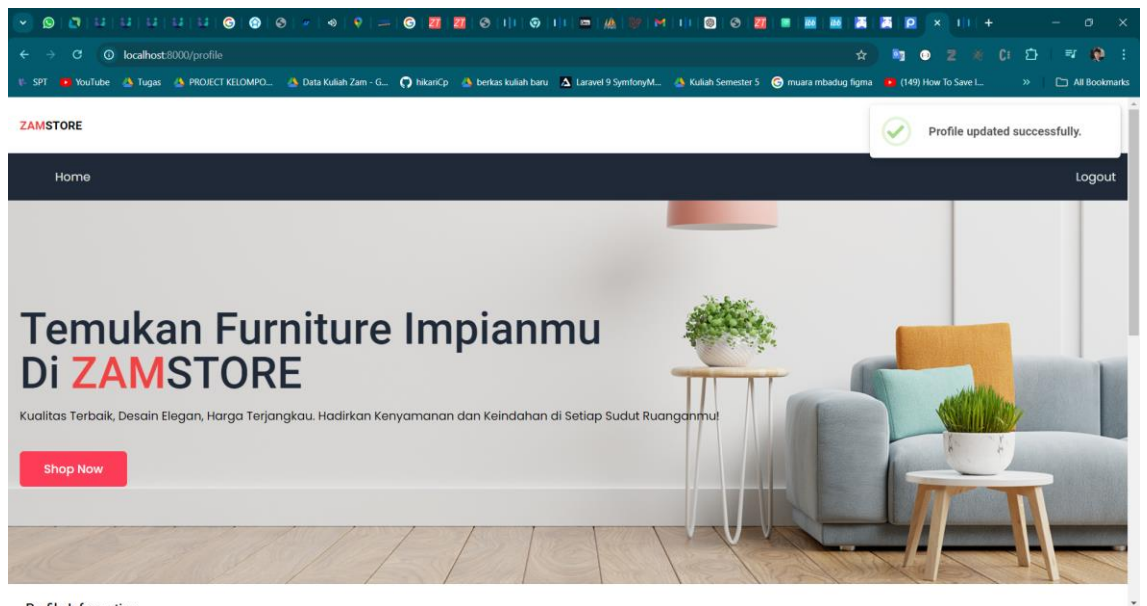 localhost:8000/profile
SPT YouTube Tugas PROJECT KELOMPO... Data Kuliah Zam - G... hikariCp berkas kuliah baru Laravel 9 SymfonyM... Kuliah Semester 5 muara mbadug figma (149) How To Save I... » All Bookmarks
ZAMSTORE
Profile updated successfully.
Home Logout
Temukan Furniture Impianmu
Di ZAMSTORE
Kualitas Terbaik, Desain Elegan, Harga Terjangkau. Hadirkan Kenyamanan dan Keindahan di Setiap Sudut Ruanganmu!
Shop Now